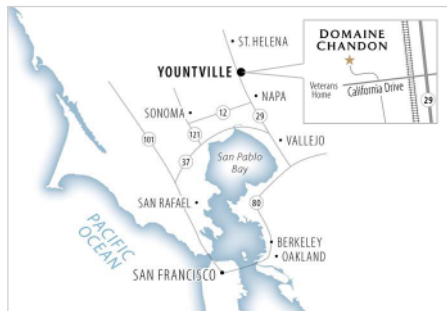 ST. HELENA
YOUNTVILLE
NAPA
SONOMA
12
29
121
101
37
VALLEJO
San Pablo
Bay
SAN RAFAEL
80
PACIFIC
OCEAN
BERKELEY
OAKLAND
SAN FRANCISCO
DOMAINE
CHANDON
Veterans
Home
California Drive
29